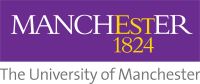 MANCHESTER
1824
The University of Manchester